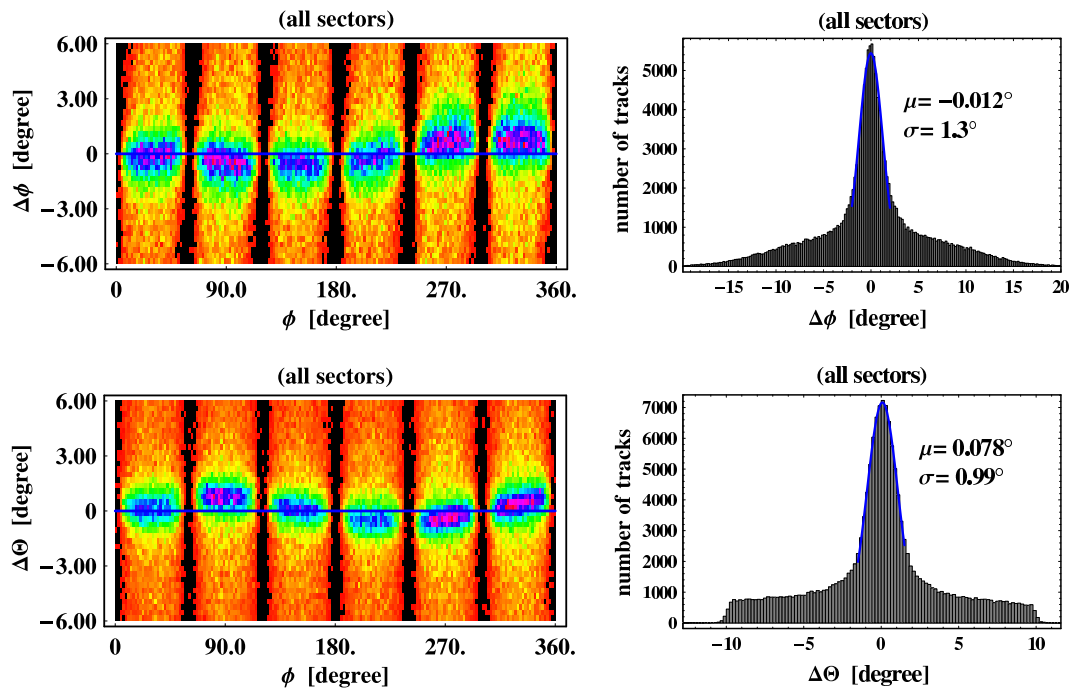 (all sectors)
6.00
3.00
0
−3.00
−6.00
Δϕ [degree]
0 90.0 180. 270. 360.
ϕ [degree]
(all sectors)
5000
4000
3000
2000
1000
0
number of tracks
μ= −0.012°
σ= 1.3°
−15 −10 −5 0 5 10 15 20
Δϕ [degree]
(all sectors)
6.00
3.00
0
−3.00
−6.00
ΔΘ [degree]
0 90.0 180. 270. 360.
ϕ [degree]
(all sectors)
7000
6000
5000
4000
3000
2000
1000
0
number of tracks
μ= 0.078°
σ= 0.99°
−10 −5 0 5 10
ΔΘ [degree]